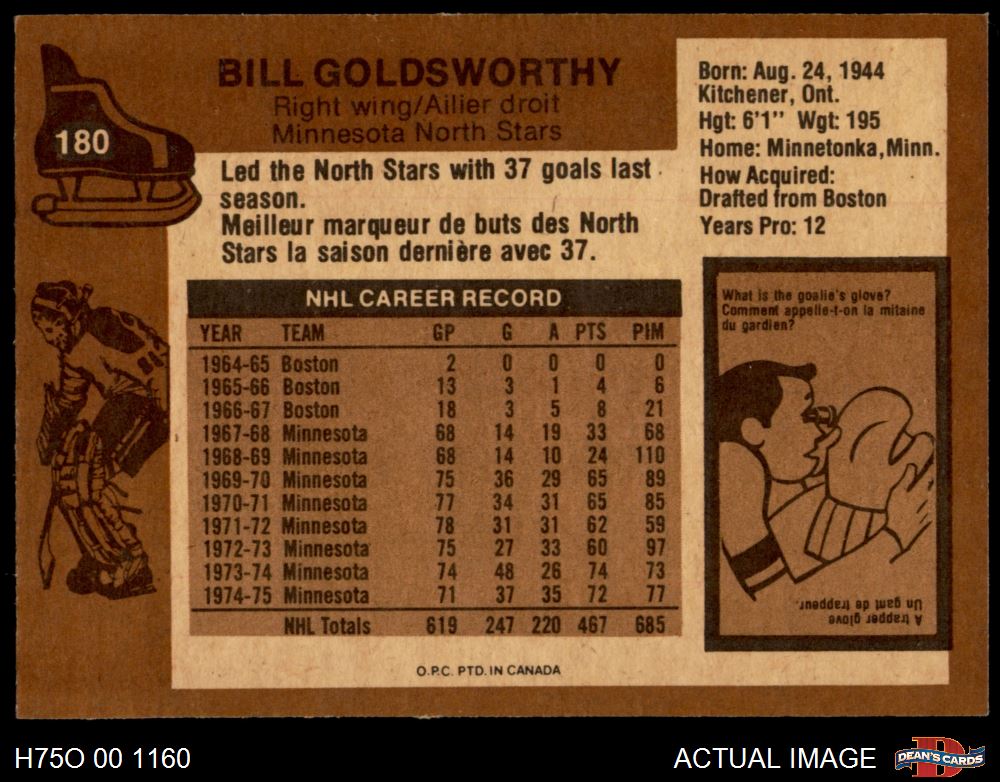 180
BILL GOLDSWORTHY
Right wing/Ailier droit
Minnesota North Stars
Led the North Stars with 37 goals last
season.
Meilleur marqueur de buts des North
Stars la saison dernière avec 37.
Born: Aug. 24, 1944
Kitchener, Ont.
Hgt: 6'1" Wgt: 195
Home: Minnetonka, Minn.
How Acquired:
Drafted from Boston
Years Pro: 12
NHL CAREER RECORD
YEAR TEAM GP G A PTS PIM
1964-65 Boston 2 0 0 0 0
1965-66 Boston 13 3 1 4 6
1966-67 Boston 18 3 5 8 21
1967-68 Minnesota 68 14 19 33 68
1968-69 Minnesota 68 14 10 24 110
1969-70 Minnesota 75 36 29 65 89
1970-71 Minnesota 77 34 31 65 85
1971-72 Minnesota 78 31 31 62 59
1972-73 Minnesota 75 27 33 60 97
1973-74 Minnesota 74 48 26 74 73
1974-75 Minnesota 71 37 35 72 77
NHL Totals 619 247 220 467 685
O.P.C. PTD. IN CANADA
What is the goalie's glove?
Comment appelle-t-on la mitaine
du gardien?
A trapper glove
Un gant de trappeur.
H75O 00 1160
ACTUAL IMAGE
D
DEAN'S CARDS